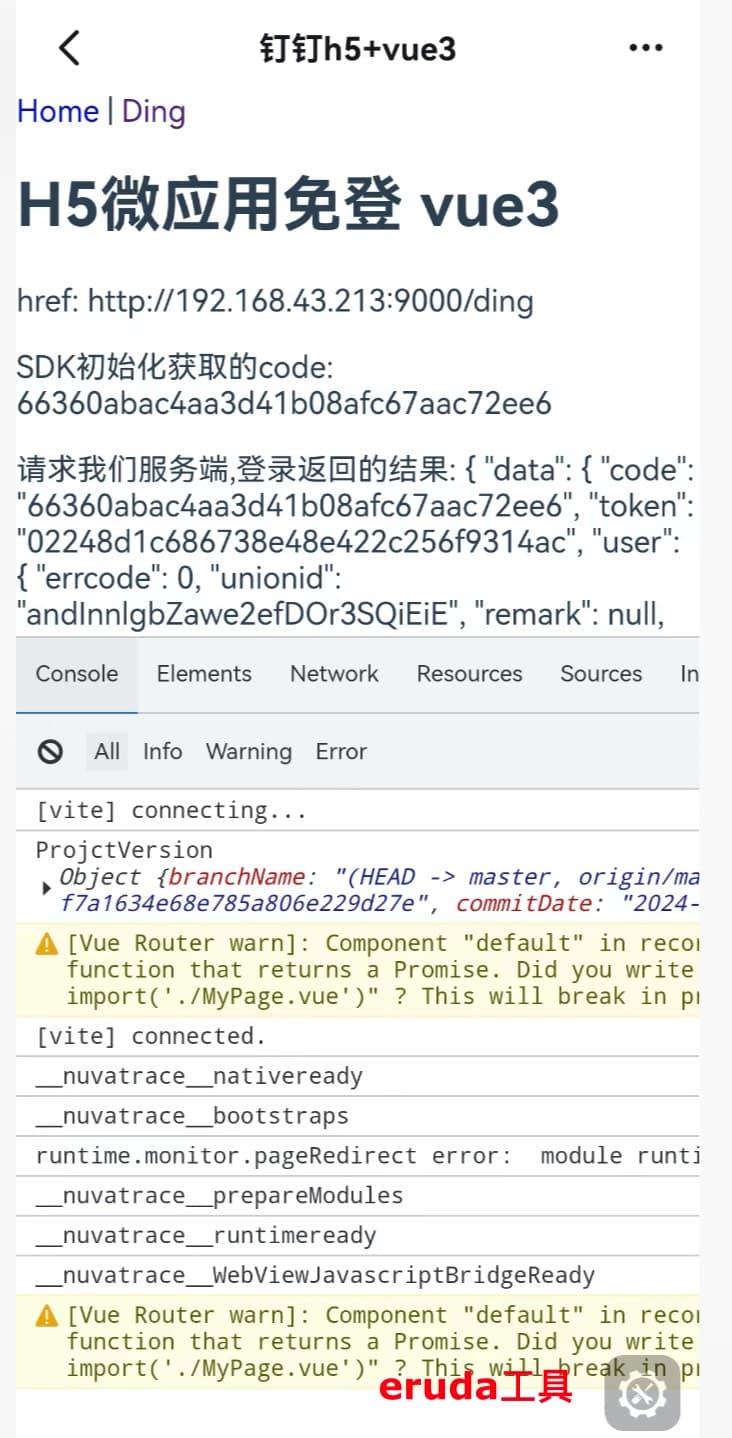 钉钉h5+vue3
Home | Ding
H5微应用免登 vue3
href: http://192.168.43.213:9000/ding
SDK初始化获取的code:
66360abac4aa3d41b08afc67aac72ee6
请求我们服务端,登录返回的结果: { "data": { "code":
"66360abac4aa3d41b08afc67aac72ee6", "token":
"02248d1c686738e48e422c256f9314ac", "user":
{ "errcode": 0, "unionid":
"andInnlgbZawe2efDOr3SQiEiE", "remark": null,
Console Elements Network Resources Sources In
All Info Warning Error
[vite] connecting...
ProjctVersion
Object {branchName: "(HEAD -> master, origin/ma
f7a1634e68e785a806e229d27e", commitDate: "2024-
[Vue Router warn]: Component "default" in recor
function that returns a Promise. Did you write
import('./MyPage.vue')" ? This will break in pr
[vite] connected.
__nuvatrace__nativeready
__nuvatrace__bootstraps
runtime.monitor.pageRedirect error:  module runti
__nuvatrace__prepareModules
__nuvatrace__runtimeready
__nuvatrace__WebViewJavascriptBridgeReady
[Vue Router warn]: Component "default" in recor
function that returns a Promise. Did you write
import('./MyPage.vue')" ? This will break in pr
eruda工具